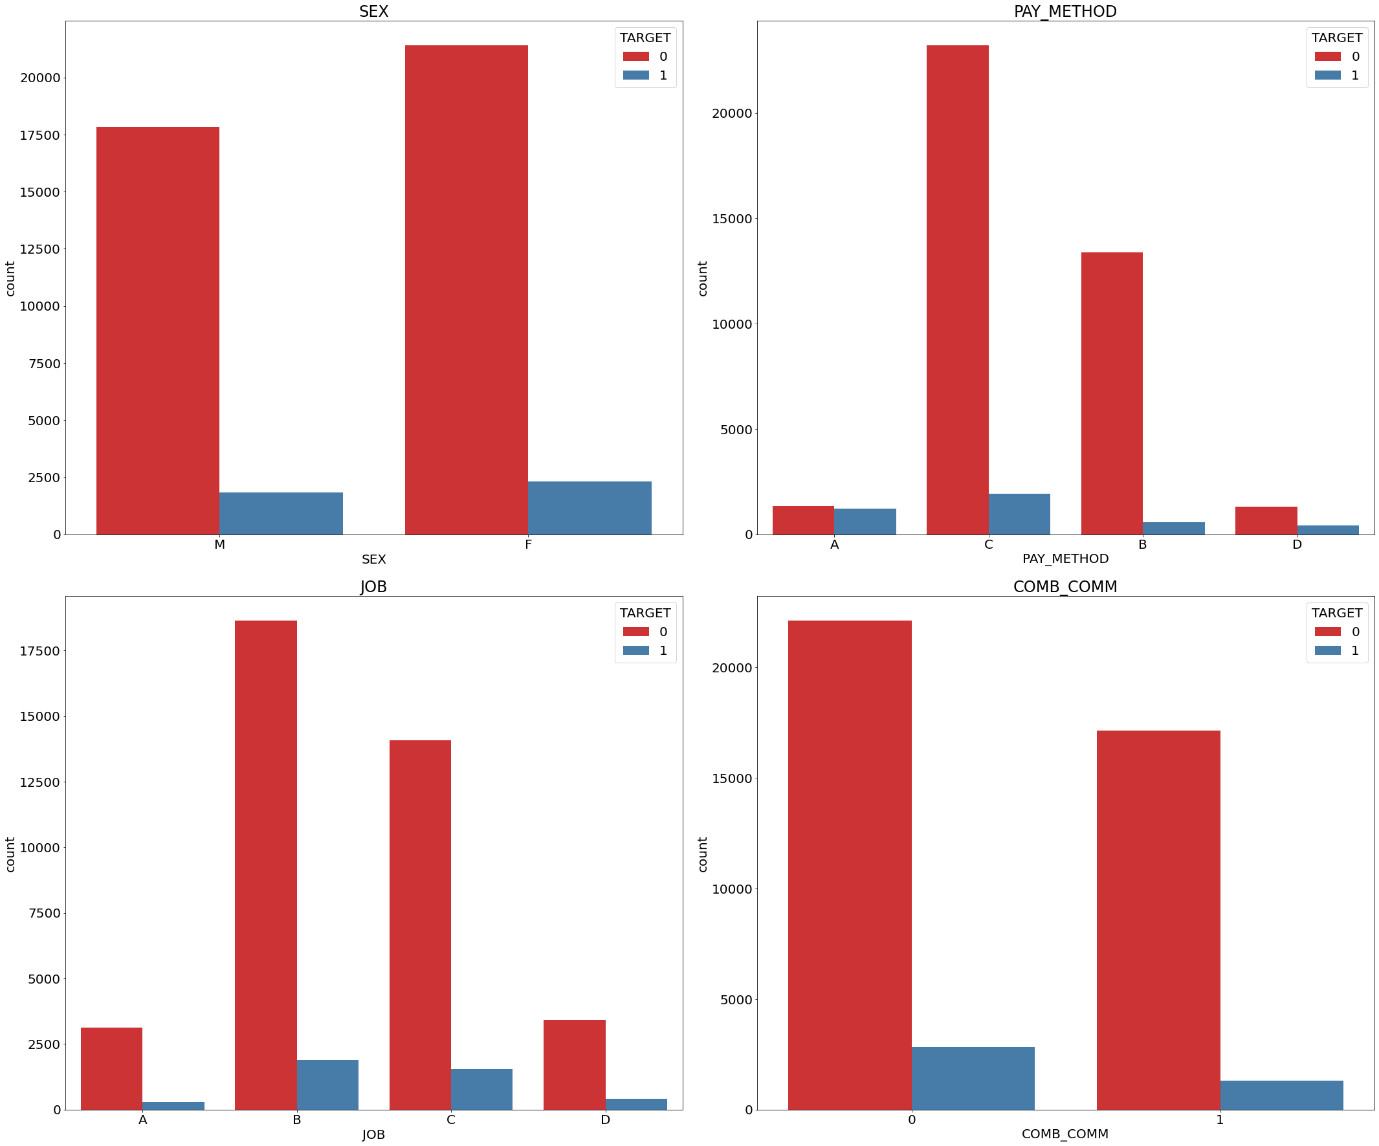 SEX
TARGET
0
1
20000
17500
15000
12500
10000
7500
5000
2500
0
count
M
F
SEX
PAY_METHOD
TARGET
0
1
20000
15000
10000
5000
0
count
A
C
B
D
PAY_METHOD
JOB
TARGET
0
1
17500
15000
12500
10000
7500
5000
2500
0
count
A
B
C
D
JOB
COMB_COMM
TARGET
0
1
20000
15000
10000
5000
0
count
0
1
COMB_COMM